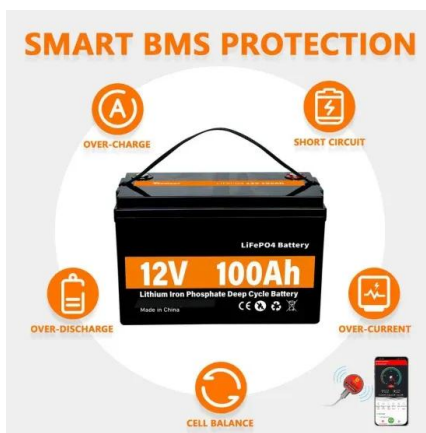 SMART BMS PROTECTION
A
OVER-CHARGE
SHORT CIRCUIT
LiFePO4 Battery
12V 100Ah
Lithium Iron Phosphate Deep Cycle Battery
Made in China
CE
OVER-DISCHARGE
OVER-CURRENT
CELL BALANCE